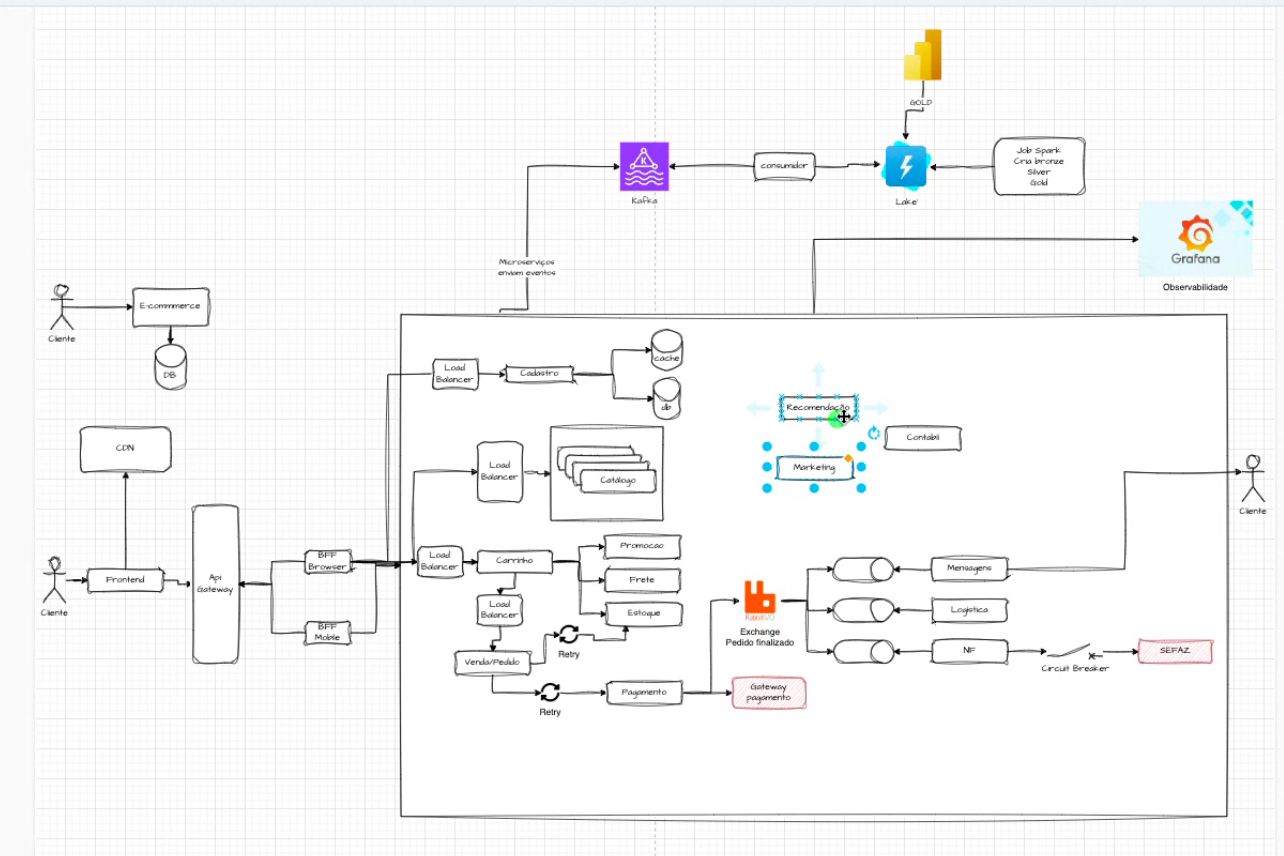 GOLD
Job Spark
Cria bronze
Silver
Gold
consumidor
Kafka
Lake
Grafana
Observabilidade
Microserviços
enviam eventos
E-commmerce
Cliente
DB
Load
Balancer
Cadastro
cache
db
Recomendação
Contabil
Marketing
CDN
Load
Balancer
Catálogo
Cliente
Cliente
Frontend
Api
Gateway
BFF
Browser
BFF
Mobile
Load
Balancer
Carrinho
Promocao
Frete
Estoque
Load
Balancer
Venda/Pedido
Retry
Retry
Pagamento
Gateway
pagamento
Exchange
Pedido finalizado
Mensagens
Logistica
NF
Circuit Breaker
SEFAZ